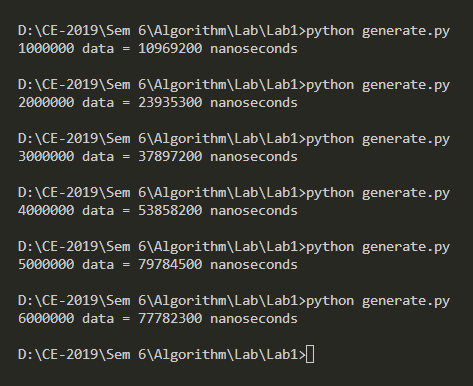 D:\CE-2019\Sem 6\Algorithm\Lab\Lab1>python generate.py
1000000 data = 10969200 nanoseconds
D:\CE-2019\Sem 6\Algorithm\Lab\Lab1>python generate.py
2000000 data = 23935300 nanoseconds
D:\CE-2019\Sem 6\Algorithm\Lab\Lab1>python generate.py
3000000 data = 37897200 nanoseconds
D:\CE-2019\Sem 6\Algorithm\Lab\Lab1>python generate.py
4000000 data = 53858200 nanoseconds
D:\CE-2019\Sem 6\Algorithm\Lab\Lab1>python generate.py
5000000 data = 79784500 nanoseconds
D:\CE-2019\Sem 6\Algorithm\Lab\Lab1>python generate.py
6000000 data = 77782300 nanoseconds
D:\CE-2019\Sem 6\Algorithm\Lab\Lab1>